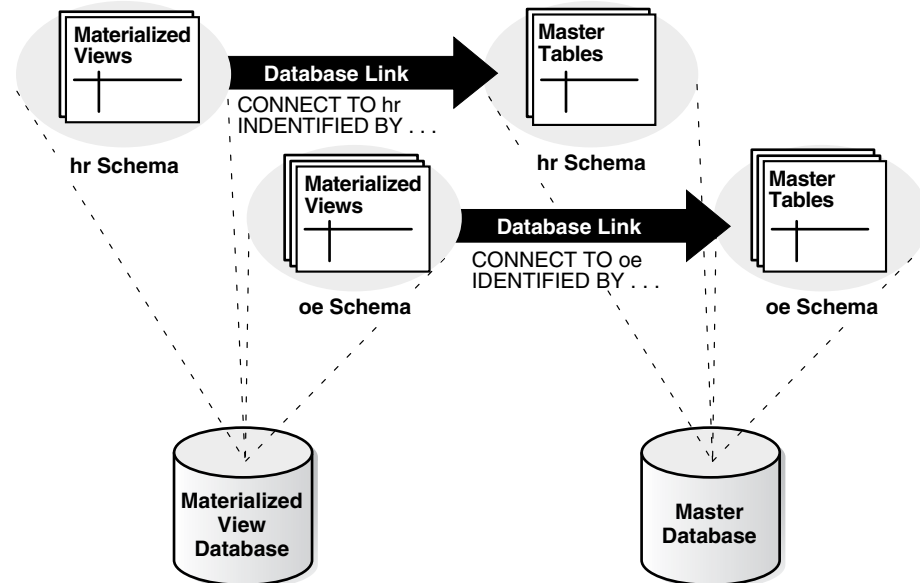 Materialized
Views
Database Link
CONNECT TO hr
INDENTIFIED BY . . .
Master
Tables
hr Schema
hr Schema
Materialized
Views
Database Link
CONNECT TO oe
IDENTIFIED BY . . .
Master
Tables
oe Schema
oe Schema
Materialized
View
Database
Master
Database